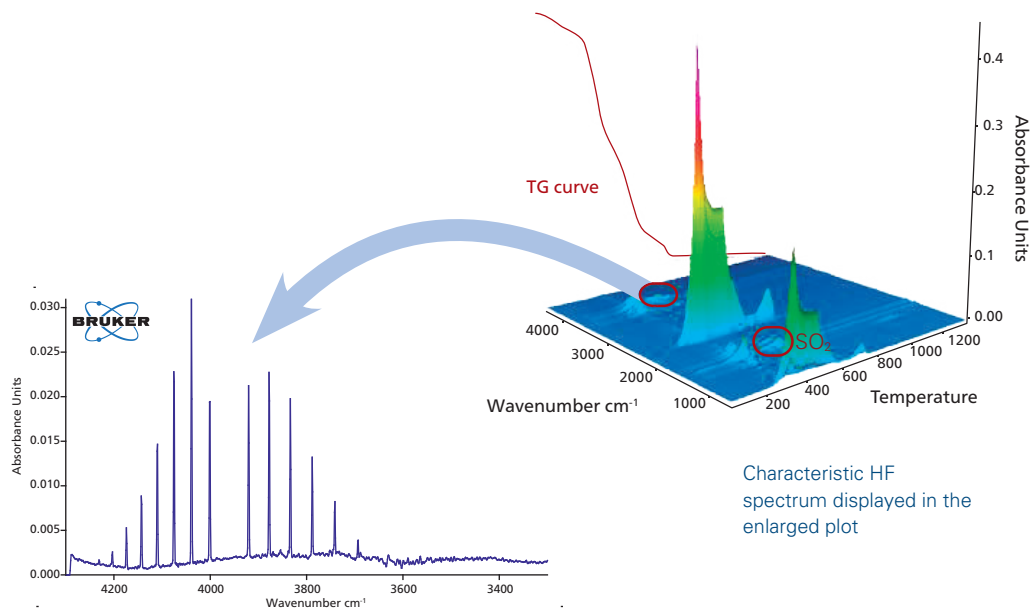 TG curve
0.4
0.3
0.2
0.1
0.00
Absorbance Units
4000
3000
2000
1000
Wavenumber cm-1
SO₂
200
400
600
800
1000
1200
Temperature
BRUKER
0.030
0.025
0.020
0.015
0.010
0.005
0.000
Absorbance Units
4200
4000
3800
3600
3400
Wavenumber cm-1
Characteristic HF
spectrum displayed in the
enlarged plot